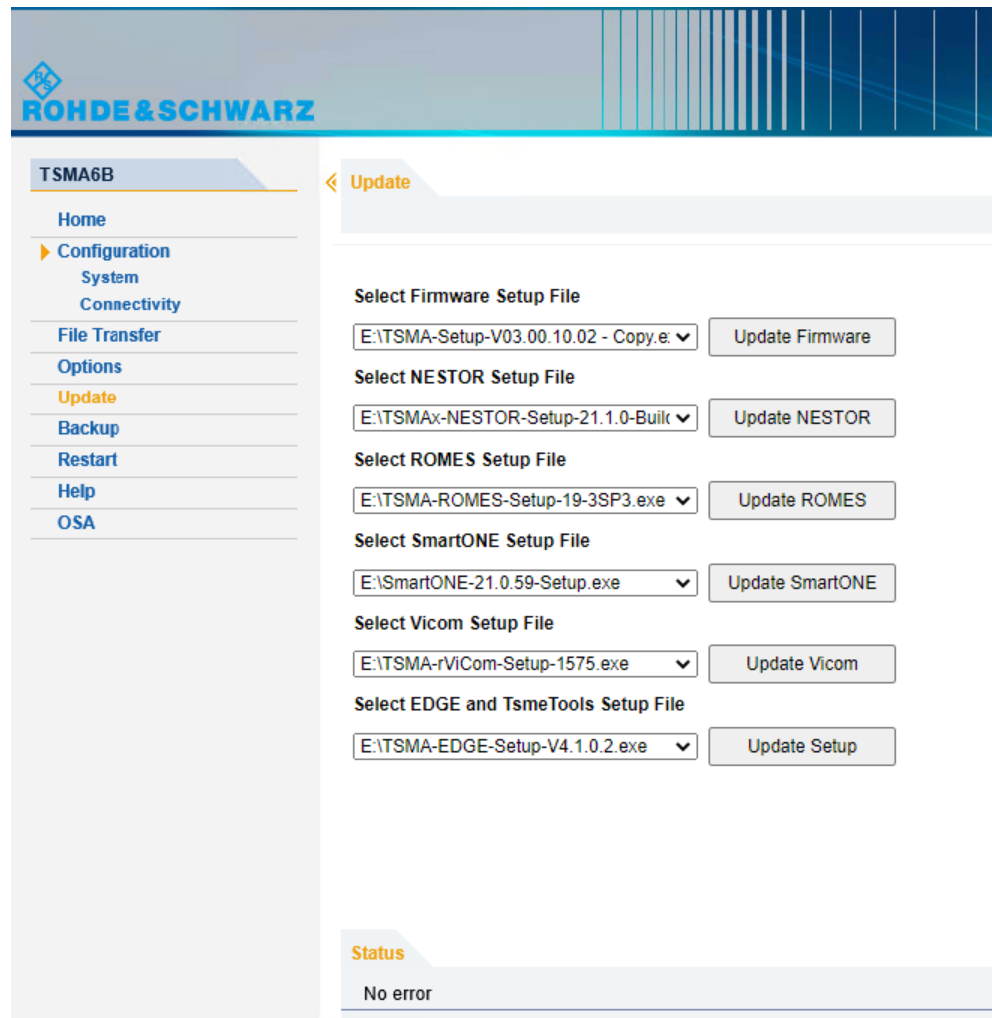 R&S
ROHDE&SCHWARZ
TSMA6B
Home
Configuration
System
Connectivity
File Transfer
Options
Update
Backup
Restart
Help
OSA
Update
Select Firmware Setup File
E:\TSMA-Setup-V03.00.10.02 - Copy.e
Update Firmware
Select NESTOR Setup File
E:\TSMAx-NESTOR-Setup-21.1.0-Buil
Update NESTOR
Select ROMES Setup File
E:\TSMA-ROMES-Setup-19-3SP3.exe
Update ROMES
Select SmartONE Setup File
E:\SmartONE-21.0.59-Setup.exe
Update SmartONE
Select Vicom Setup File
E:\TSMA-rViCom-Setup-1575.exe
Update Vicom
Select EDGE and TsmeTools Setup File
E:\TSMA-EDGE-Setup-V4.1.0.2.exe
Update Setup
Status
No error